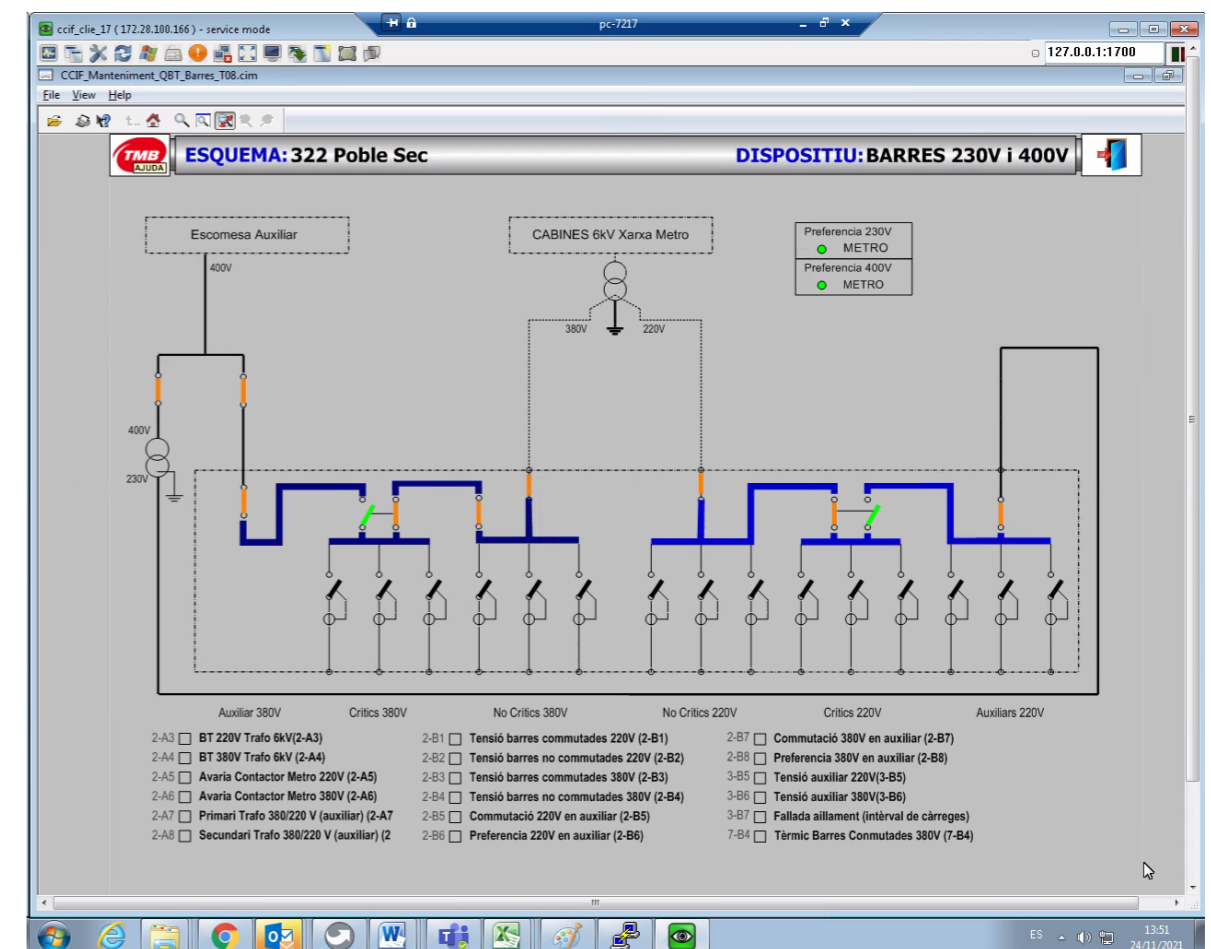 pc-7217
ccif_clie_17 ( 172.28.100.166 ) - service mode
127.0.0.1:1700
CCIF_Manteniment_QBT_Barres_T08.cim
File View Help
TMB
AJUDA
ESQUEMA: 322 Poble Sec
DISPOSITIU: BARRES 230V i 400V
Escomesa Auxiliar
CABINES 6kV Xarxa Metro
Preferencia 230V
METRO
Preferencia 400V
METRO
400V
380V
220V
400V
230V
Auxiliar 380V
Crítics 380V
No Crítics 380V
No Crítics 220V
Crítics 220V
Auxiliars 220V
2-A3 BT 220V Trafo 6kV(2-A3)
2-A4 BT 380V Trafo 6kV (2-A4)
2-A5 Avaria Contactor Metro 220V (2-A5)
2-A6 Avaria Contactor Metro 380V (2-A6)
2-A7 Primari Trafo 380/220 V (auxiliar) (2-A7
2-A8 Secundari Trafo 380/220 V (auxiliar) (2
2-B1 Tensió barres commutades 220V (2-B1)
2-B2 Tensió barres no commutades 220V (2-B2)
2-B3 Tensió barres commutades 380V (2-B3)
2-B4 Tensió barres no commutades 380V (2-B4)
2-B5 Commutació 220V en auxiliar (2-B5)
2-B6 Preferencia 220V en auxiliar (2-B6)
2-B7 Commutació 380V en auxiliar (2-B7)
2-B8 Preferencia 380V en auxiliar (2-B8)
3-B5 Tensió auxiliar 220V(3-B5)
3-B6 Tensió auxiliar 380V(3-B6)
3-B7 Fallada aillament (intèrval de càrreges)
7-B4 Tèrmic Barres Conmutades 380V (7-B4)
ES
13:51
24/11/2021